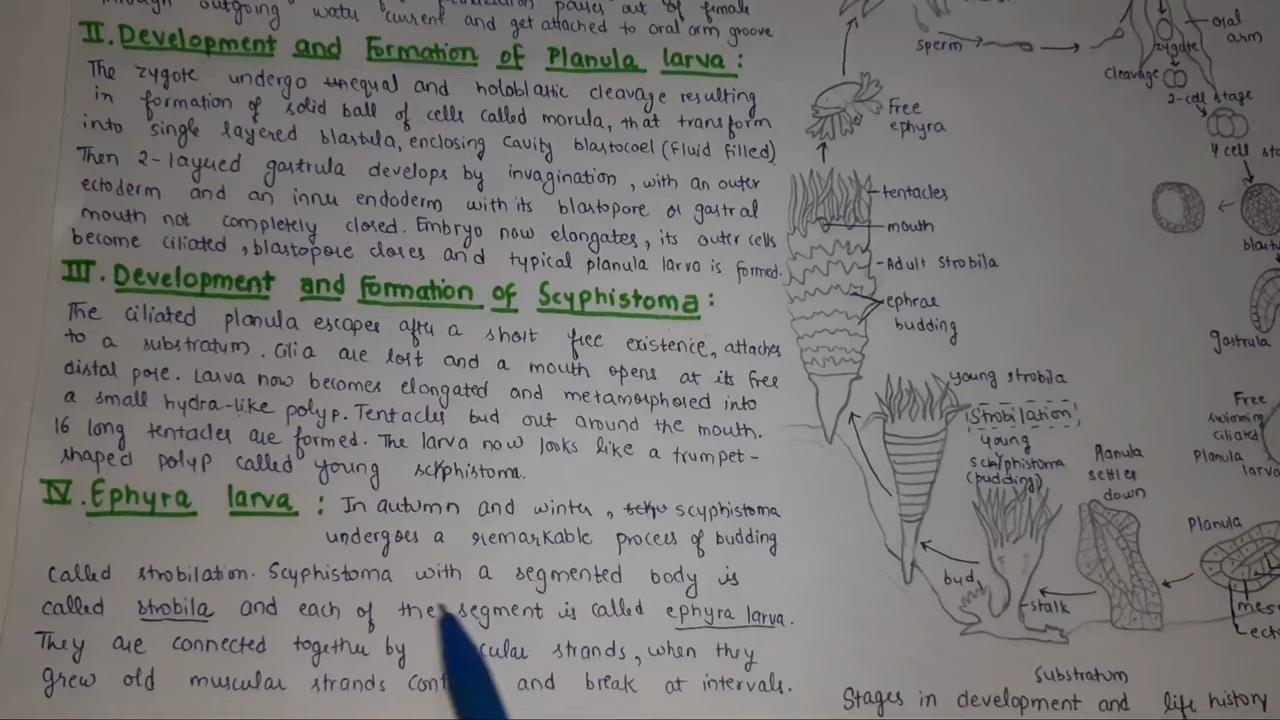 through outgoing water current and get attached to oral arm groove
II. Development and Formation of Planula larva :
The zygote undergo unequal and holoblastic cleavage resulting
in formation of solid ball of cells called morula, that transform
into single layered blastula, enclosing cavity blastocoel (fluid filled)
Then 2-layered gastrula develops by invagination, with an outer
ectoderm and an inner endoderm with its blastopore or gastral
mouth not completely closed. Embryo now elongates, its outer cells
become ciliated, blastopore closes and typical planula larva is formed.
III. Development and Formation of Scyphistoma :
The ciliated planula escapes after a short free existence, attaches
to a substratum. Cilia are lost and a mouth opens at its free
distal pole. Larva now becomes elongated and metamorphosed into
a small hydra-like polyp. Tentacles bud out around the mouth.
16 long tentacles are formed. The larva now looks like a trumpet-
shaped polyp called young scyphistoma.
IV. Ephyra larva : In autumn and winter, scyphistoma
undergoes a remarkable process of budding
called strobilation. Scyphistoma with a segmented body is
called strobila and each of the segment is called ephyra larva.
They are connected together by strands, when they
grew old muscular strands and break at intervals.
sperm
oral
arm
zygote
cleavage
2-cell stage
4 cell
Free
ephyra
tentacles
mouth
Adult strobila
ephrae
budding
gastrula
young strobila
Strobilation
young
scyphistoma
(budding)
Planula
settles
down
Free
swimming
ciliated
Planula
Planula
bud
stalk
Substratum
Stages in development and life history